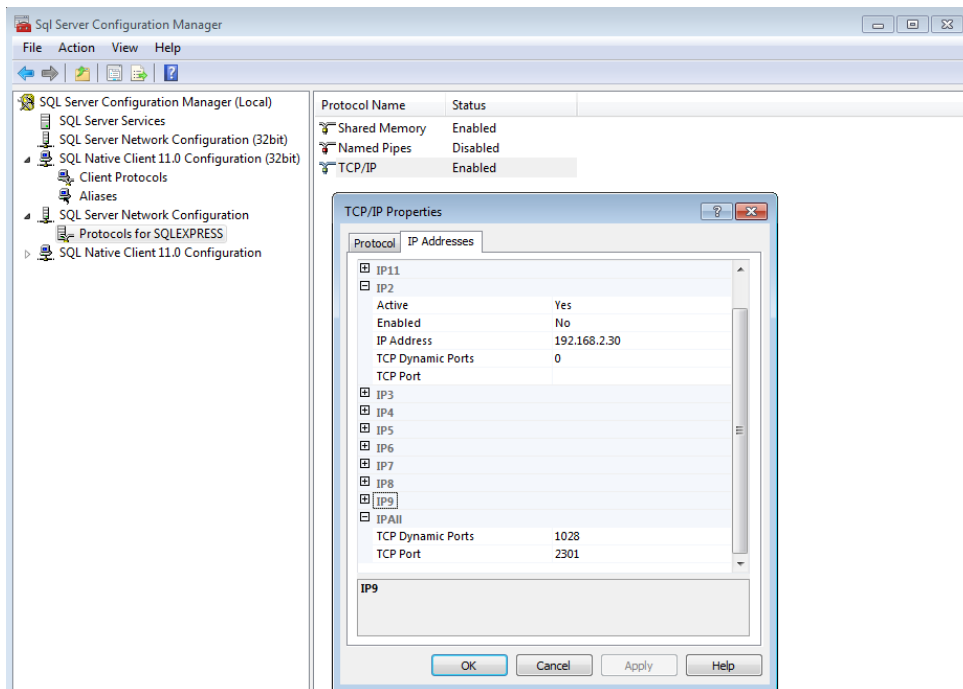 Sql Server Configuration Manager
File Action View Help
SQL Server Configuration Manager (Local)
SQL Server Services
SQL Server Network Configuration (32bit)
SQL Native Client 11.0 Configuration (32bit)
Client Protocols
Aliases
SQL Server Network Configuration
Protocols for SQLEXPRESS
SQL Native Client 11.0 Configuration
Protocol Name Status
Shared Memory Enabled
Named Pipes Disabled
TCP/IP Enabled
TCP/IP Properties
Protocol IP Addresses
IP11
IP2
Active Yes
Enabled No
IP Address 192.168.2.30
TCP Dynamic Ports 0
TCP Port
IP3
IP4
IP5
IP6
IP7
IP8
IP9
IPAll
TCP Dynamic Ports 1028
TCP Port 2301
IP9
OK Cancel Apply Help